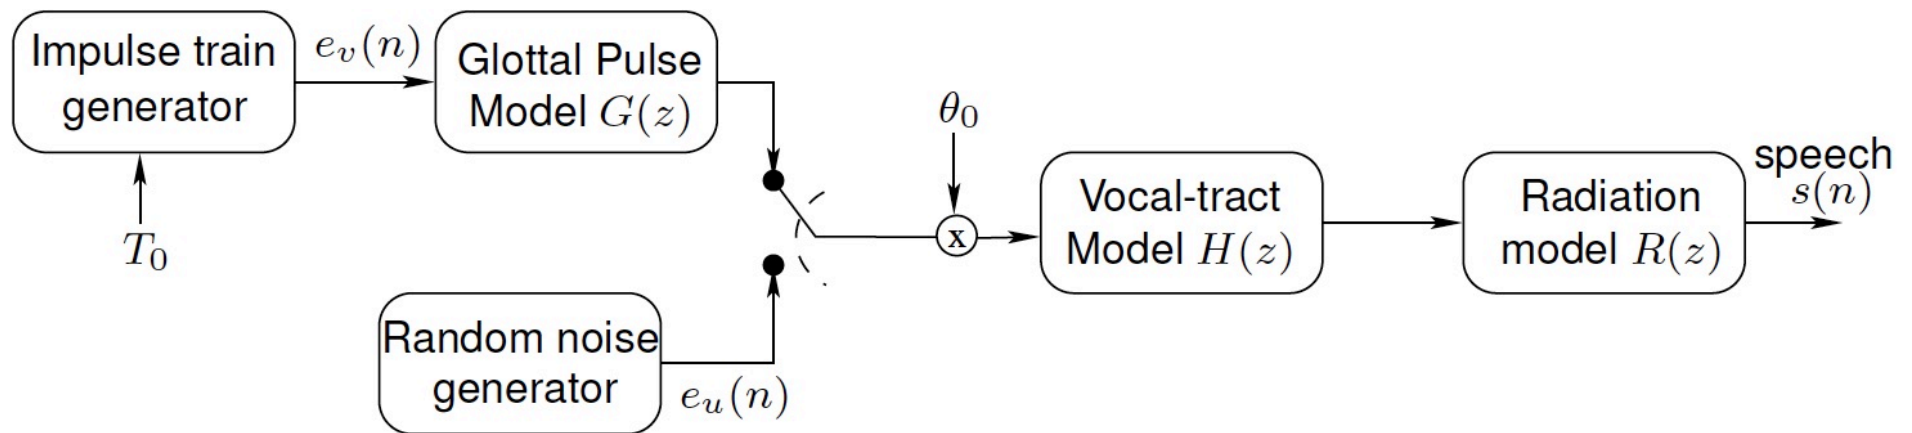 Impulse train
generator
e_v(n)
Glottal Pulse
Model G(z)
T_0
θ_0
x
Vocal-tract
Model H(z)
Radiation
model R(z)
speech
s(n)
Random noise
generator
e_u(n)